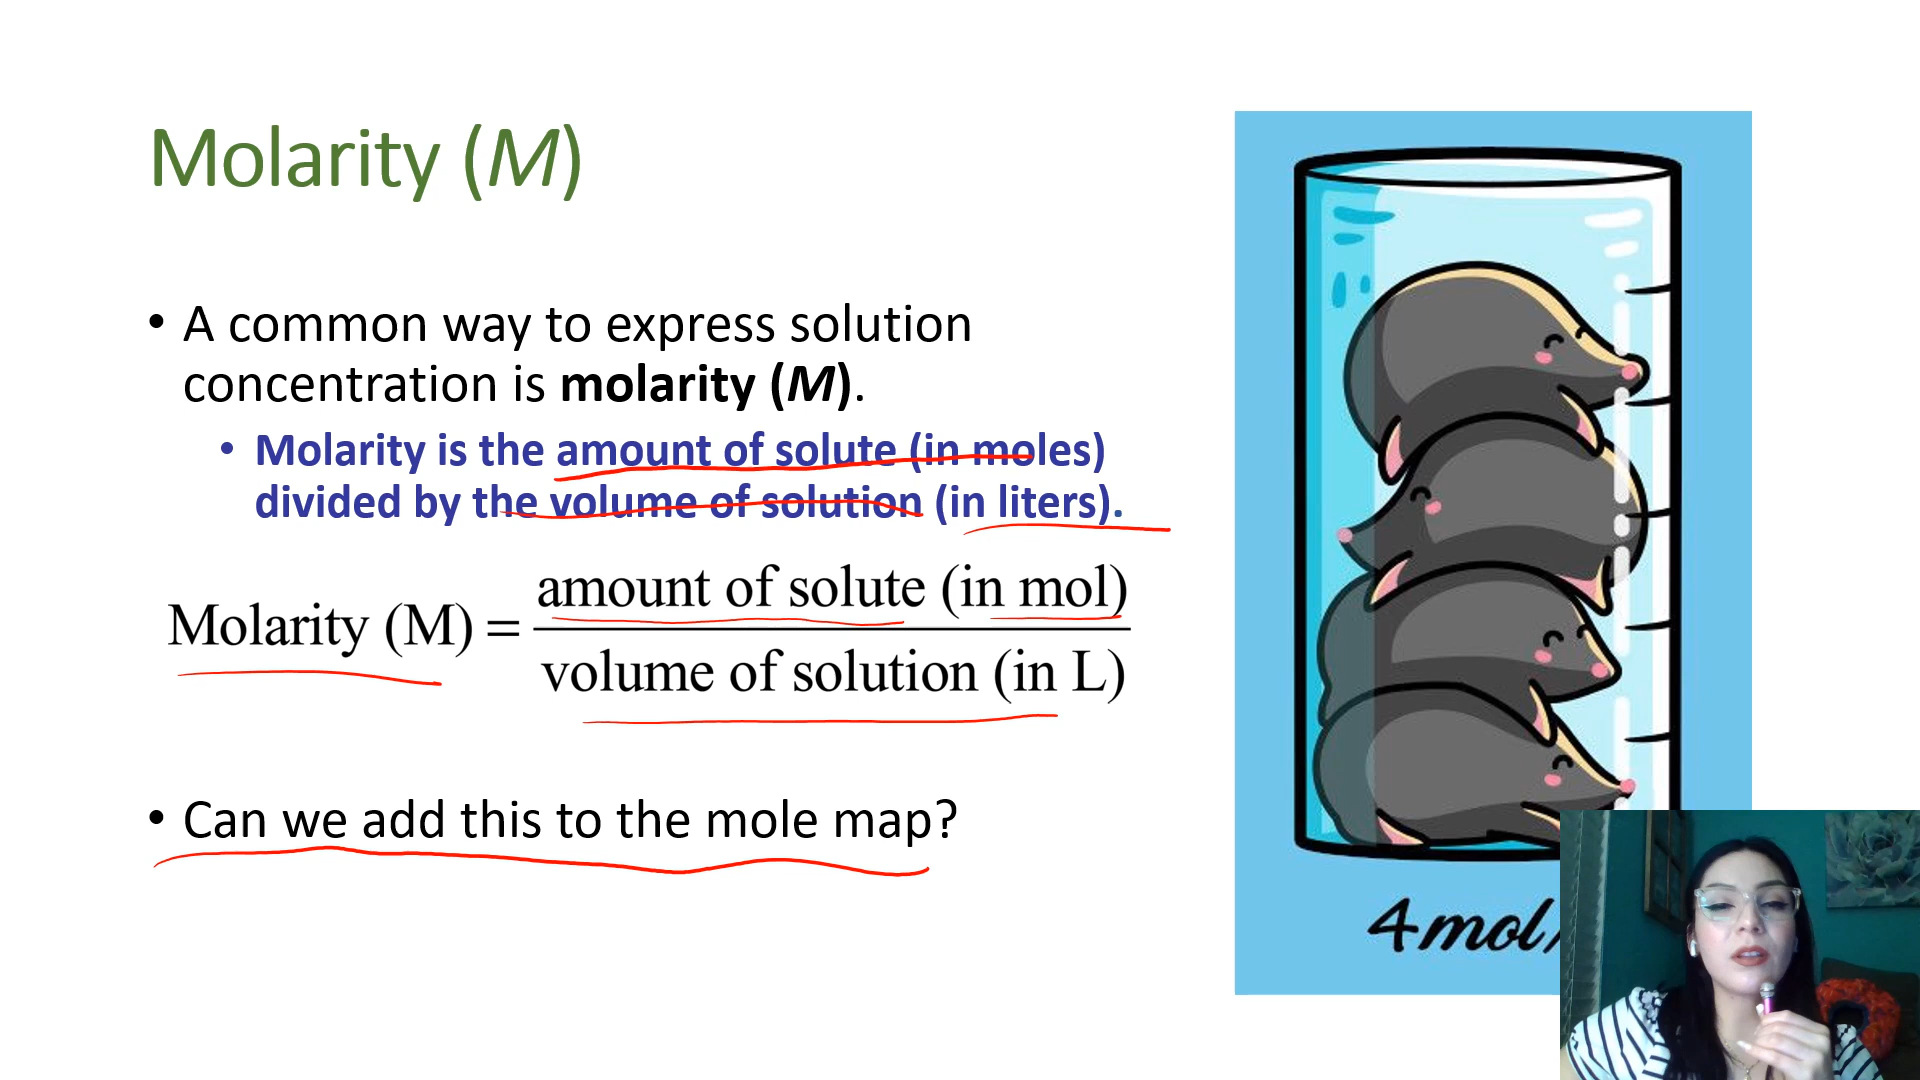 Molarity (M)
• A common way to express solution
concentration is molarity (M).
• Molarity is the amount of solute (in moles)
divided by the volume of solution (in liters).
Molarity (M) = amount of solute (in mol)
volume of solution (in L)
• Can we add this to the mole map?
4mol/